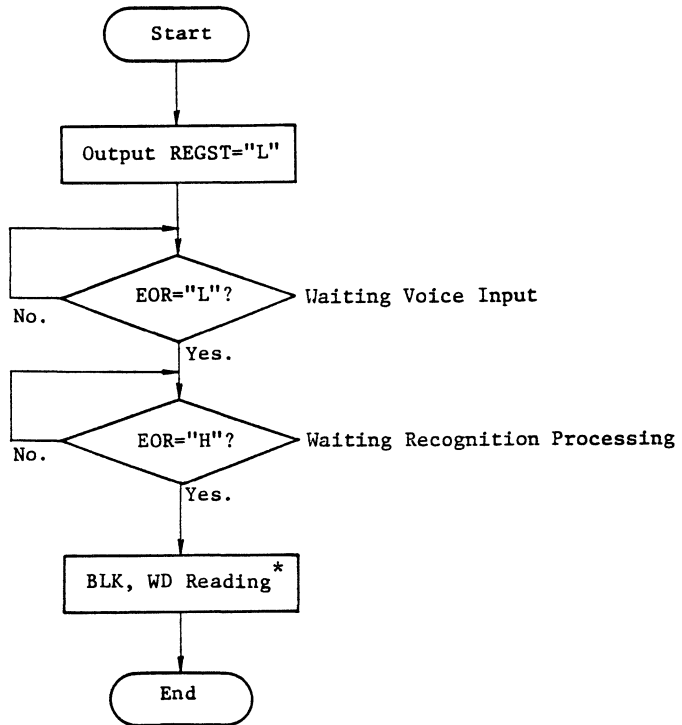 Start
Output REGST="L"
EOR="L"? Waiting Voice Input
No.
Yes.
EOR="H"? Waiting Recognition Processing
No.
Yes.
BLK, WD Reading*
End